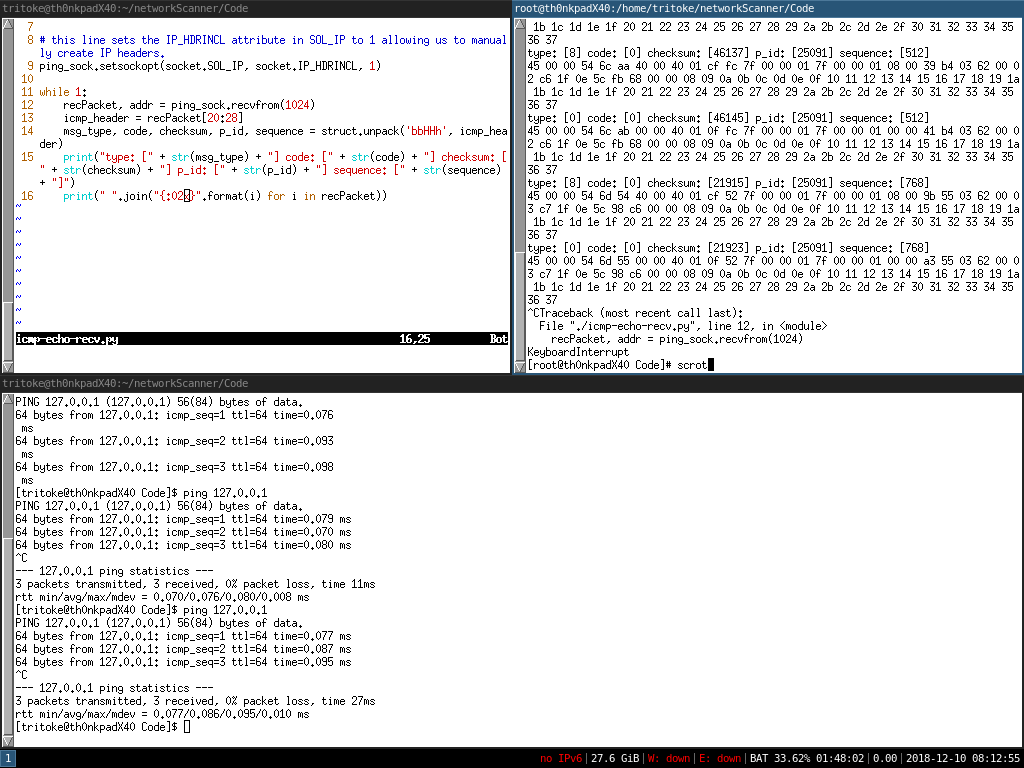 tritoke@th0nkpadX40:~/networkScanner/Code
7
8 # this line sets the IP_HDRINCL attribute in SOL_IP to 1 allowing us to manual
ly create IP headers.
9 ping_sock.setsockopt(socket.SOL_IP, socket.IP_HDRINCL, 1)
10
11 while 1:
12     recPacket, addr = ping_sock.recvfrom(1024)
13     icmp_header = recPacket[20:28]
14     msg_type, code, checksum, p_id, sequence = struct.unpack('bbHHh', icmp_hea
der)
15     print("type: [" + str(msg_type) + "] code: [" + str(code) + "] checksum: [
" + str(checksum) + "] p_id: [" + str(p_id) + "] sequence: [" + str(sequence)
+ "]")
16     print(" ".join("{:02x}".format(i) for i in recPacket))
~
~
~
~
~
~
~
~
~
~
icmp-echo-recv.py 16,25 Bot
root@th0nkpadX40:/home/tritoke/networkScanner/Code
1b 1c 1d 1e 1f 20 21 22 23 24 25 26 27 28 29 2a 2b 2c 2d 2e 2f 30 31 32 33 34 35
36 37
type: [8] code: [0] checksum: [46137] p_id: [25091] sequence: [512]
45 00 00 54 6c aa 40 00 40 01 cf fc 7f 00 00 01 7f 00 00 01 08 00 39 b4 03 62 00 0
2 c6 1f 0e 5c fb 68 00 00 08 09 0a 0b 0c 0d 0e 0f 10 11 12 13 14 15 16 17 18 19 1a
1b 1c 1d 1e 1f 20 21 22 23 24 25 26 27 28 29 2a 2b 2c 2d 2e 2f 30 31 32 33 34 35
36 37
type: [0] code: [0] checksum: [46145] p_id: [25091] sequence: [512]
45 00 00 54 6c ab 00 00 40 01 0f fc 7f 00 00 01 7f 00 00 01 00 00 41 b4 03 62 00 0
2 c6 1f 0e 5c fb 68 00 00 08 09 0a 0b 0c 0d 0e 0f 10 11 12 13 14 15 16 17 18 19 1a
1b 1c 1d 1e 1f 20 21 22 23 24 25 26 27 28 29 2a 2b 2c 2d 2e 2f 30 31 32 33 34 35
36 37
type: [8] code: [0] checksum: [21915] p_id: [25091] sequence: [768]
45 00 00 54 6d 54 40 00 40 01 cf 52 7f 00 00 01 7f 00 00 01 08 00 9b 55 03 62 00 0
3 c7 1f 0e 5c 98 c6 00 00 08 09 0a 0b 0c 0d 0e 0f 10 11 12 13 14 15 16 17 18 19 1a
1b 1c 1d 1e 1f 20 21 22 23 24 25 26 27 28 29 2a 2b 2c 2d 2e 2f 30 31 32 33 34 35
36 37
type: [0] code: [0] checksum: [21923] p_id: [25091] sequence: [768]
45 00 00 54 6d 55 00 00 40 01 0f 52 7f 00 00 01 7f 00 00 01 00 00 a3 55 03 62 00 0
3 c7 1f 0e 5c 98 c6 00 00 08 09 0a 0b 0c 0d 0e 0f 10 11 12 13 14 15 16 17 18 19 1a
1b 1c 1d 1e 1f 20 21 22 23 24 25 26 27 28 29 2a 2b 2c 2d 2e 2f 30 31 32 33 34 35
36 37
^CTraceback (most recent call last):
  File "./icmp-echo-recv.py", line 12, in <module>
    recPacket, addr = ping_sock.recvfrom(1024)
KeyboardInterrupt
[root@th0nkpadX40 Code]# scrot
tritoke@th0nkpadX40:~/networkScanner/Code
PING 127.0.0.1 (127.0.0.1) 56(84) bytes of data.
64 bytes from 127.0.0.1: icmp_seq=1 ttl=64 time=0.076
 ms
64 bytes from 127.0.0.1: icmp_seq=2 ttl=64 time=0.093
 ms
64 bytes from 127.0.0.1: icmp_seq=3 ttl=64 time=0.098
 ms
[tritoke@th0nkpadX40 Code]$ ping 127.0.0.1
PING 127.0.0.1 (127.0.0.1) 56(84) bytes of data.
64 bytes from 127.0.0.1: icmp_seq=1 ttl=64 time=0.079 ms
64 bytes from 127.0.0.1: icmp_seq=2 ttl=64 time=0.070 ms
64 bytes from 127.0.0.1: icmp_seq=3 ttl=64 time=0.080 ms
^C
--- 127.0.0.1 ping statistics ---
3 packets transmitted, 3 received, 0% packet loss, time 11ms
rtt min/avg/max/mdev = 0.070/0.076/0.080/0.008 ms
[tritoke@th0nkpadX40 Code]$ ping 127.0.0.1
PING 127.0.0.1 (127.0.0.1) 56(84) bytes of data.
64 bytes from 127.0.0.1: icmp_seq=1 ttl=64 time=0.077 ms
64 bytes from 127.0.0.1: icmp_seq=2 ttl=64 time=0.087 ms
64 bytes from 127.0.0.1: icmp_seq=3 ttl=64 time=0.095 ms
^C
--- 127.0.0.1 ping statistics ---
3 packets transmitted, 3 received, 0% packet loss, time 27ms
rtt min/avg/max/mdev = 0.077/0.086/0.095/0.010 ms
[tritoke@th0nkpadX40 Code]$
1 no IPv6|27.6 GiB|W: down|E: down|BAT 33.62% 01:48:02|0.00|2018-12-10 08:12:55